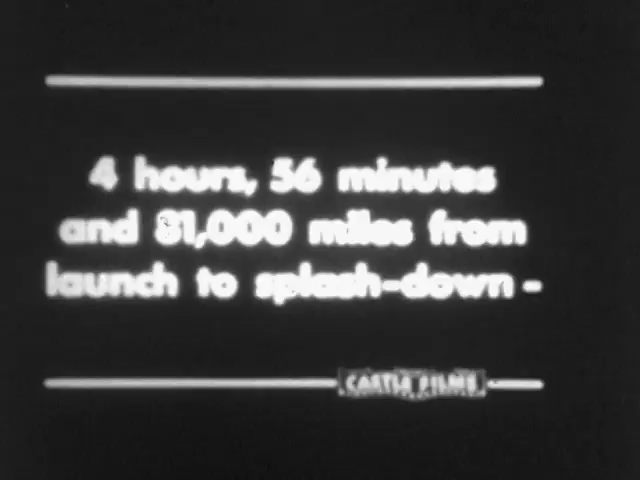 4 hours, 56 minutes
and 81,000 miles from
launch to splash-down -
CASTLE FILMS